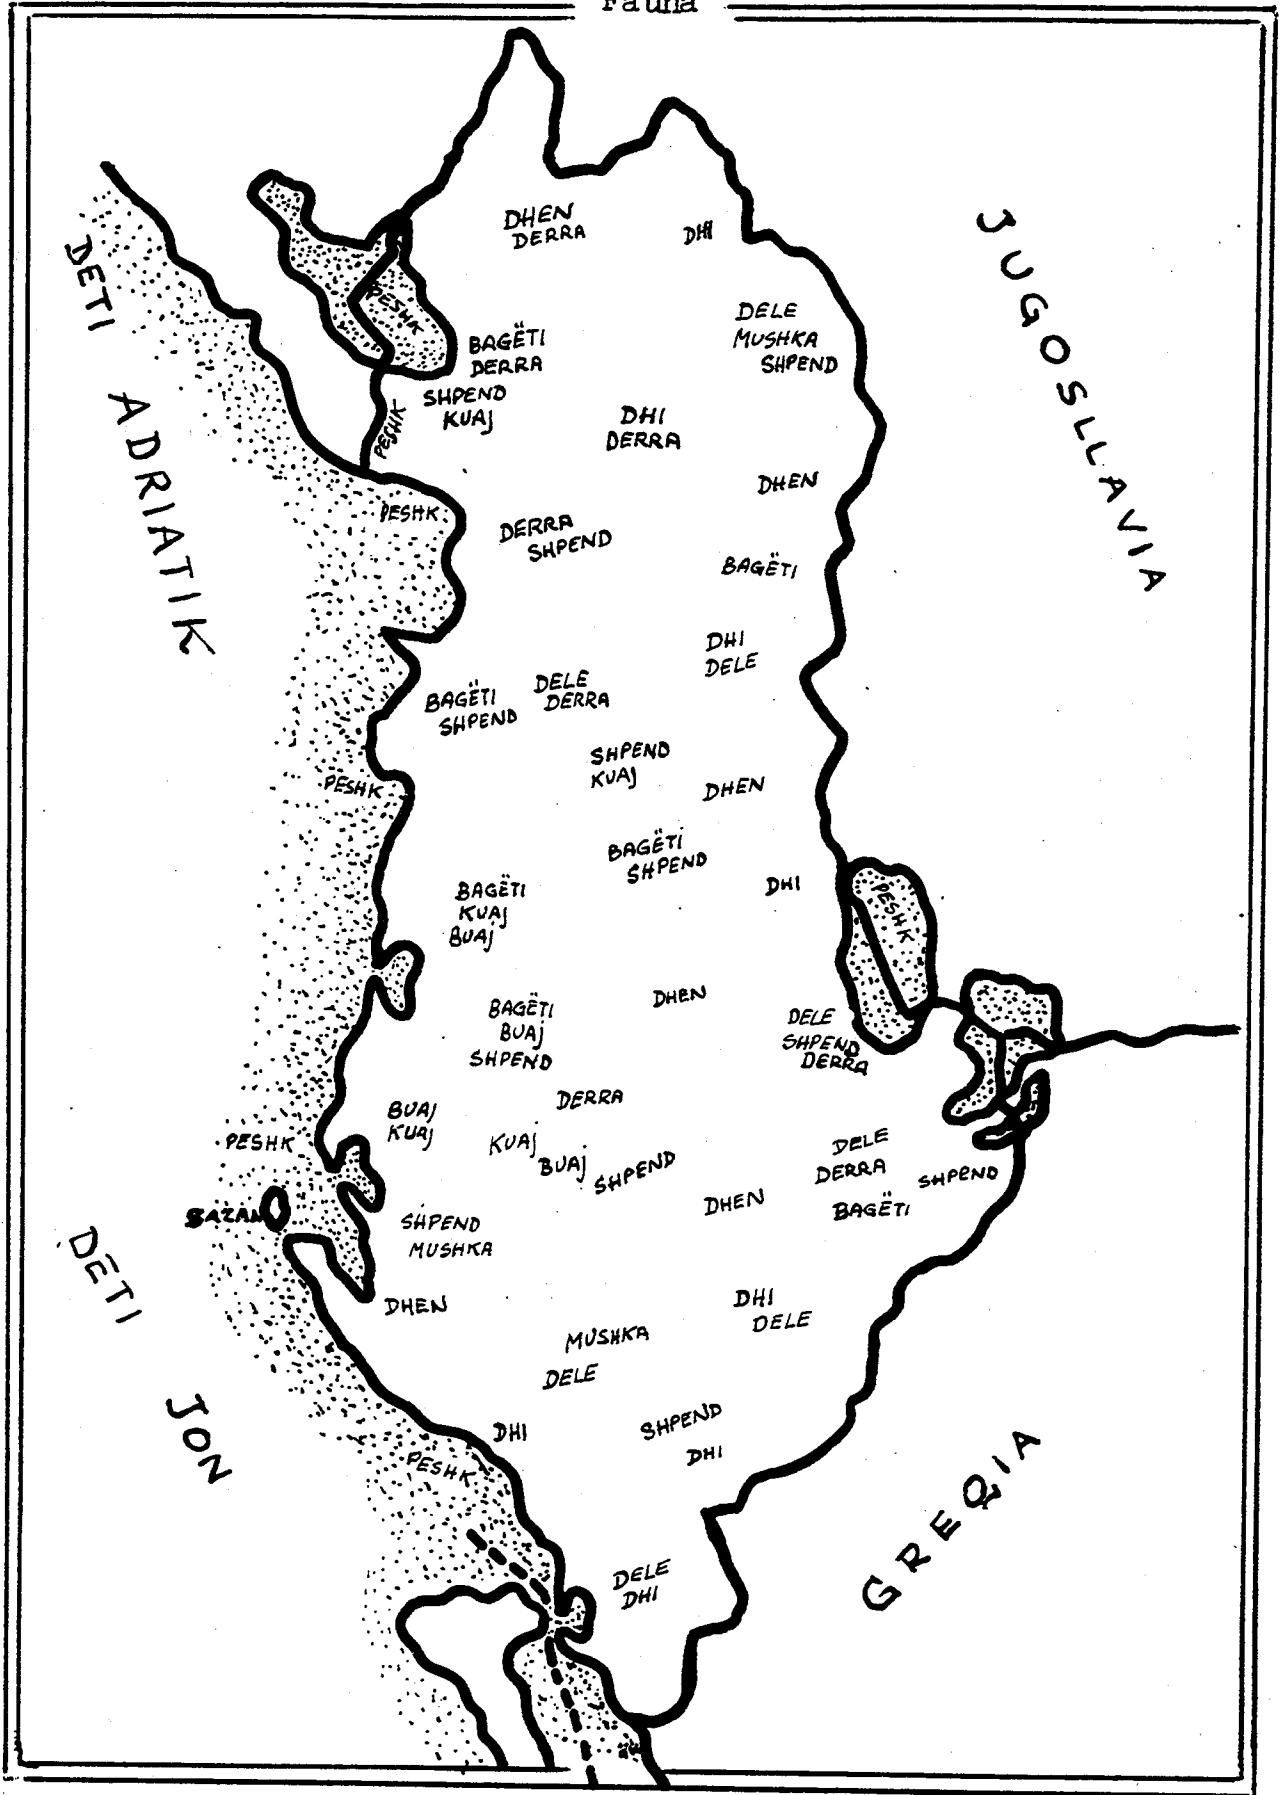 Fauna
DHEN
DERRA
DHI
JUGOSLLAVIA
DETI ADRIATIK
PESHK
DELE
MUSHKA
SHPEND
BAGËTI
DERRA
SHPEND
KUAJ
PESHK
DHI
DERRA
DHEN
PESHK
DERRA
SHPEND
BAGËTI
DHI
DELE
BAGËTI
SHPEND
DELE
DERRA
SHPEND
KUAJ
PESHK
DHEN
BAGËTI
SHPEND
BAGËTI
KUAJ
BUAJ
DHI
PESHK
DHEN
BAGËTI
BUAJ
SHPEND
DELE
SHPEND
DERRA
DERRA
BUAJ
KUAJ
PESHK
KUAJ
BUAJ
SHPEND
DELE
DERRA
SHPEND
BAGËTI
DHEN
SAZAN
SHPEND
MUSHKA
DETI JON
DHEN
DHI
DELE
MUSHKA
DELE
DHI
SHPEND
DHI
PESHK
GREQIA
DELE
DHI